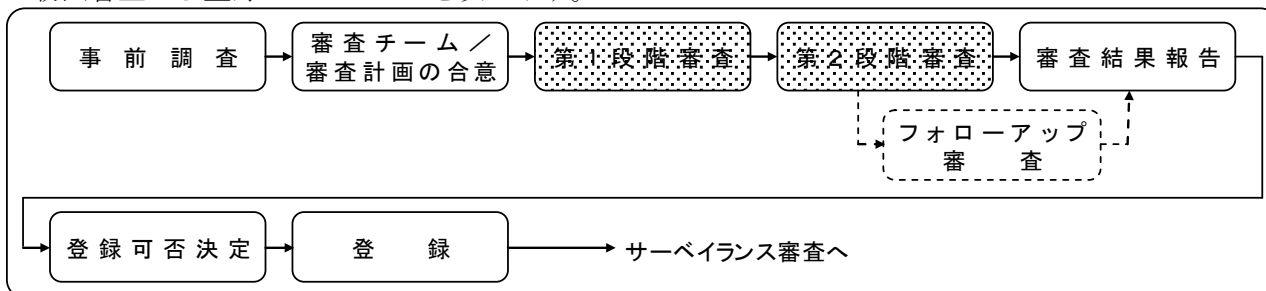 事前調査
審査チーム／
審査計画の合意
第１段階審査
第２段階審査
審査結果報告
フォローアップ
審査
登録可否決定
登録
サーベイランス審査へ